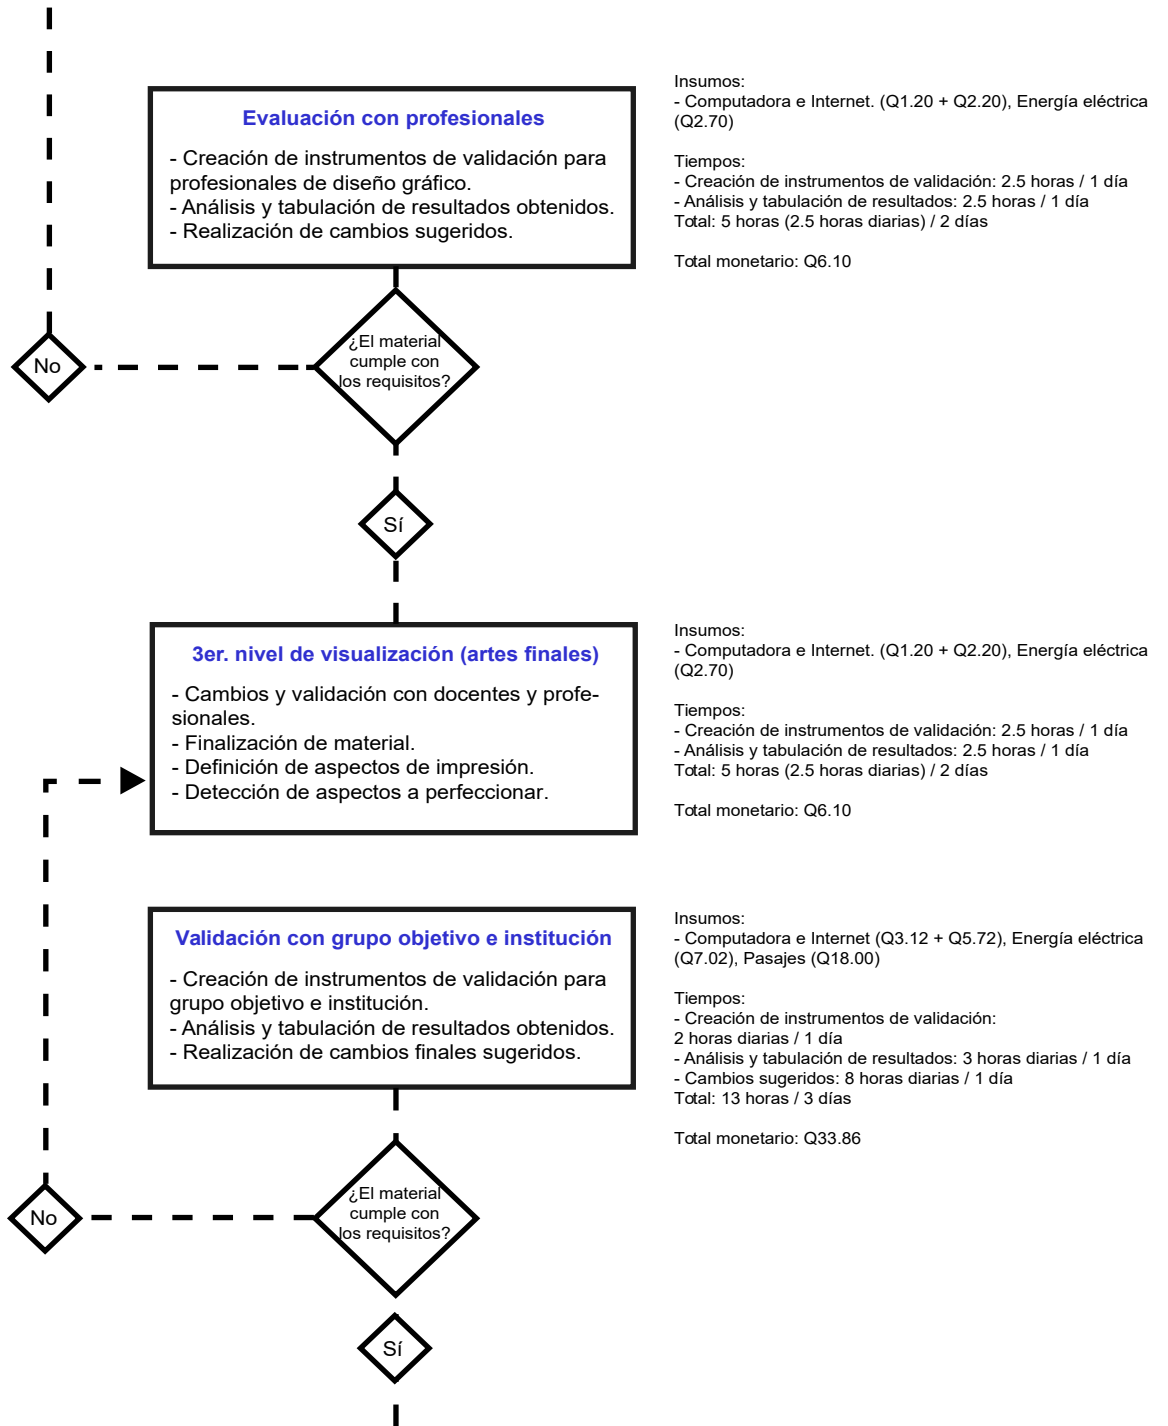 Evaluación con profesionales
- Creación de instrumentos de validación para
profesionales de diseño gráfico.
- Análisis y tabulación de resultados obtenidos.
- Realización de cambios sugeridos.
Insumos:
- Computadora e Internet. (Q1.20 + Q2.20), Energía eléctrica
(Q2.70)
Tiempos:
- Creación de instrumentos de validación: 2.5 horas / 1 día
- Análisis y tabulación de resultados: 2.5 horas / 1 día
Total: 5 horas (2.5 horas diarias) / 2 días
Total monetario: Q6.10
¿El material
cumple con
los requisitos?
No
Sí
3er. nivel de visualización (artes finales)
- Cambios y validación con docentes y profe-
sionales.
- Finalización de material.
- Definición de aspectos de impresión.
- Detección de aspectos a perfeccionar.
Insumos:
- Computadora e Internet. (Q1.20 + Q2.20), Energía eléctrica
(Q2.70)
Tiempos:
- Creación de instrumentos de validación: 2.5 horas / 1 día
- Análisis y tabulación de resultados: 2.5 horas / 1 día
Total: 5 horas (2.5 horas diarias) / 2 días
Total monetario: Q6.10
Validación con grupo objetivo e institución
- Creación de instrumentos de validación para
grupo objetivo e institución.
- Análisis y tabulación de resultados obtenidos.
- Realización de cambios finales sugeridos.
Insumos:
- Computadora e Internet (Q3.12 + Q5.72), Energía eléctrica
(Q7.02), Pasajes (Q18.00)
Tiempos:
- Creación de instrumentos de validación:
2 horas diarias / 1 día
- Análisis y tabulación de resultados: 3 horas diarias / 1 día
- Cambios sugeridos: 8 horas diarias / 1 día
Total: 13 horas / 3 días
Total monetario: Q33.86
¿El material
cumple con
los requisitos?
No
Sí